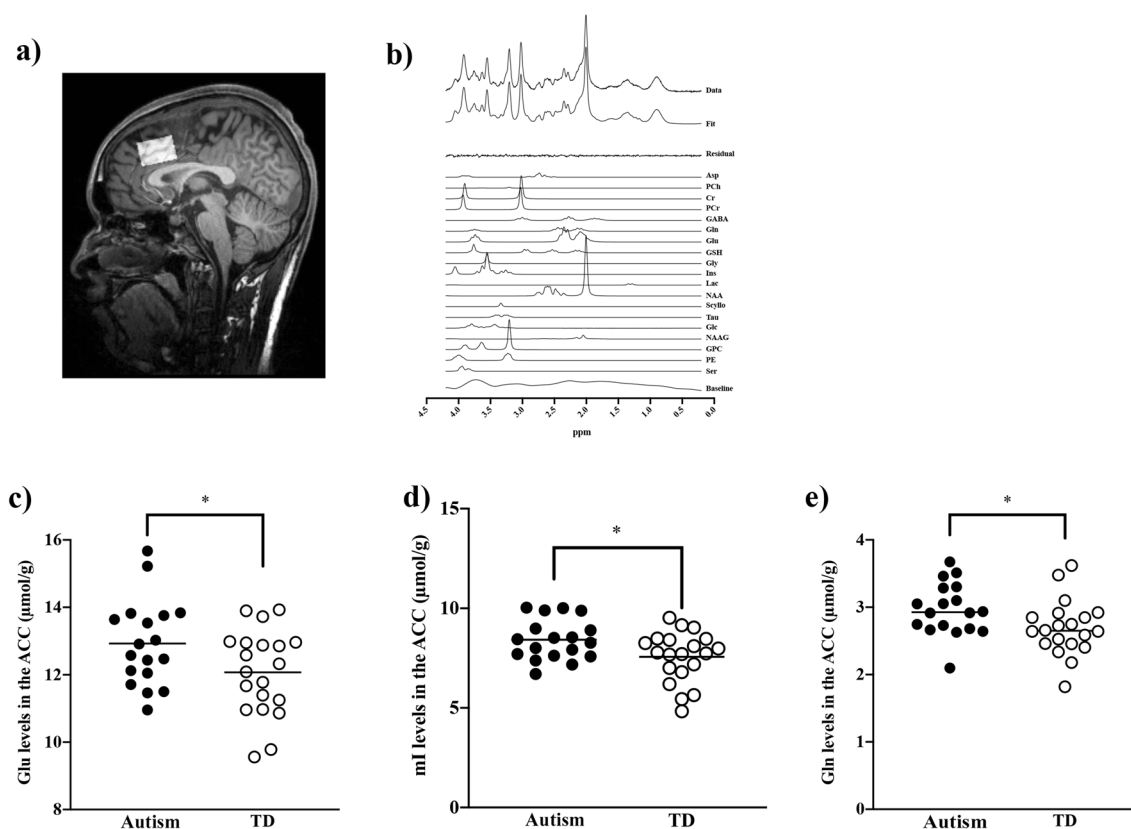 a)
b)
Data
Fit
Residual
Asp
PCh
Cr
PCr
GABA
Gln
Glu
GSH
Gly
Ins
Lac
NAA
Scyllo
Tau
Glc
NAAG
GPC
PE
Ser
Baseline
4.5 4.0 3.5 3.0 2.5 2.0 1.5 1.0 0.5 0.0
ppm
c)
*
Glu levels in the ACC (μmol/g)
16
14
12
10
8
Autism TD
d)
*
mI levels in the ACC (μmol/g)
15
10
5
0
Autism TD
e)
*
Gln levels in the ACC (μmol/g)
4
3
2
1
0
Autism TD